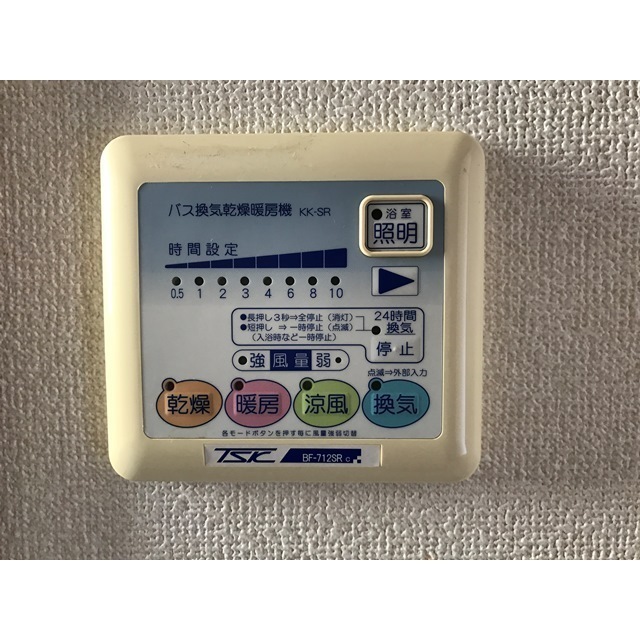 バス換気乾燥暖房機 KK-SR
浴室
照明
時間設定
0.5 1 2 3 4 6 8 10
●長押し3秒⇒全停止（消灯）
●短押し ⇒ 一時停止（点滅）
（入浴時など一時停止）
24時間
換気
停止
強 風量 弱
点滅⇒外部入力
乾燥 暖房 涼風 換気
各モードボタンを押す毎に風量強弱切替
TSK BF-712SR c